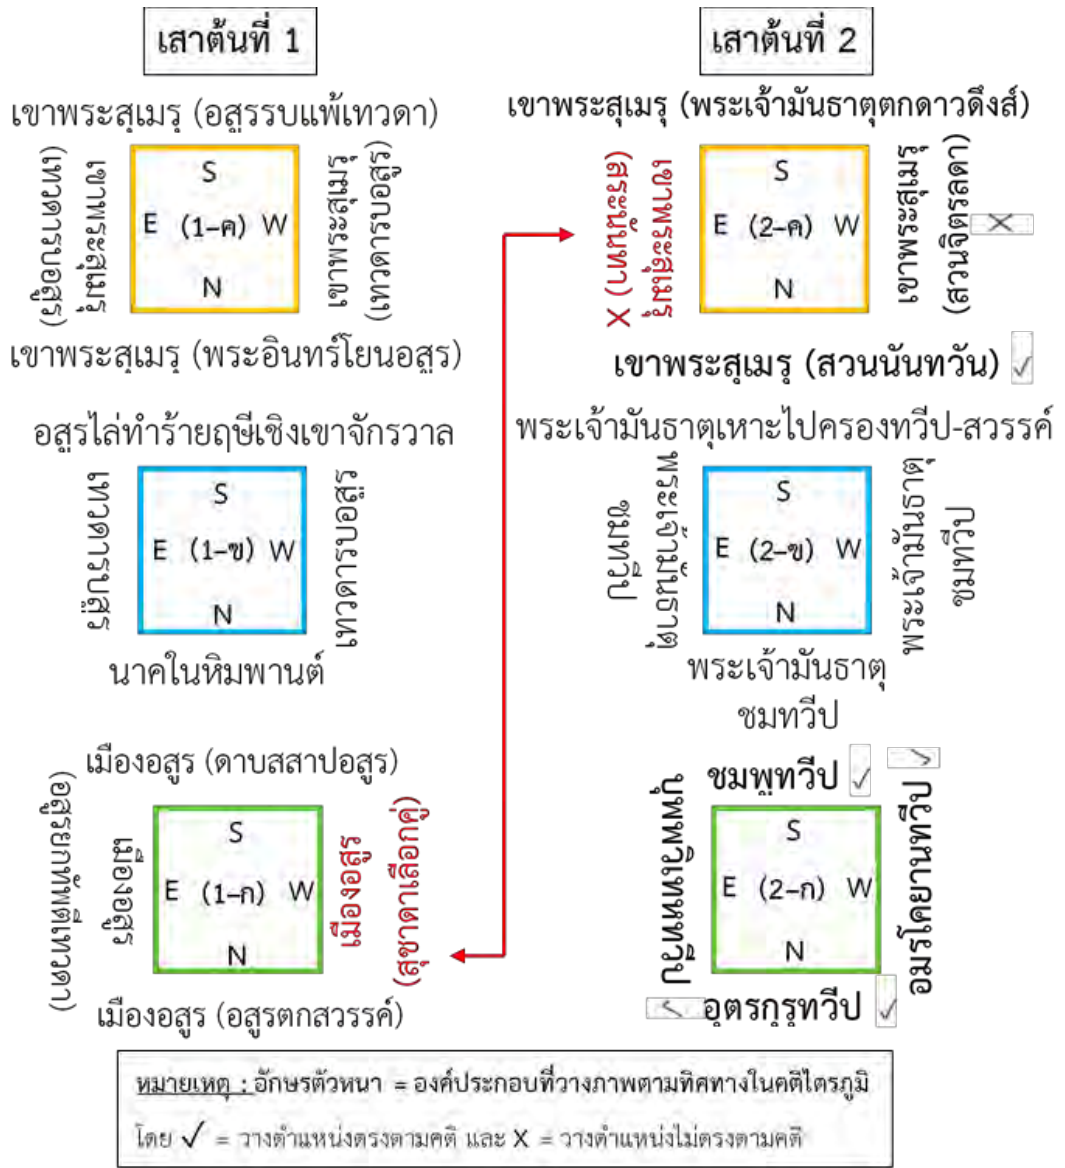 เสาต้นที่ 1
เขาพระสุเมรุ (อสูรรบแพ้เทวดา)
เขาพระสุเมรุ
(เทวดารบอสูร)
S
E (1-ค) W
N
เขาพระสุเมรุ
(เทวดารบอสูร)
เขาพระสุเมรุ (พระอินทร์โยนอสูร)
อสูรไล่ทำร้ายฤษีเชิงเขาจักรวาล
เทวดารบสูร
S
E (1-ข) W
N
เทวดารบอสูร
นาคในหิมพานต์
เมืองอสูร (ดาบสสาปอสูร)
เมืองอสูร
(อสูรยกทัพตีเทวดา)
S
E (1-ก) W
N
เมืองอสูร
(สุชาดาเลือกคู่)
เมืองอสูร (อสูรตกสวรรค์)
เสาต้นที่ 2
เขาพระสุเมรุ (พระเจ้ามันธาตุตกดาวดึงส์)
เขาพระสุเมรุ
(สระนันทา) X
S
E (2-ค) W
N
เขาพระสุเมรุ
(สวนจิตรลดา) X
เขาพระสุเมรุ (สวนนันทวัน) ✓
พระเจ้ามันธาตุเหาะไปครองทวีป-สวรรค์
พระเจ้ามันธาตุ
ชมทวีป
S
E (2-ข) W
N
พระเจ้ามันธาตุ
ชมทวีป
พระเจ้ามันธาตุ
ชมทวีป
ชมพูทวีป ✓
บุพพวิเทหทวีป ✓
S
E (2-ก) W
N
อมรโคยานทวีป ✓
อุตรกุรุทวีป ✓
หมายเหตุ : อักษรตัวหนา = องค์ประกอบที่วางภาพตามทิศทางในคติไตรภูมิ
โดย ✓ = วางตำแหน่งตรงตามคติ และ X = วางตำแหน่งไม่ตรงตามคติ